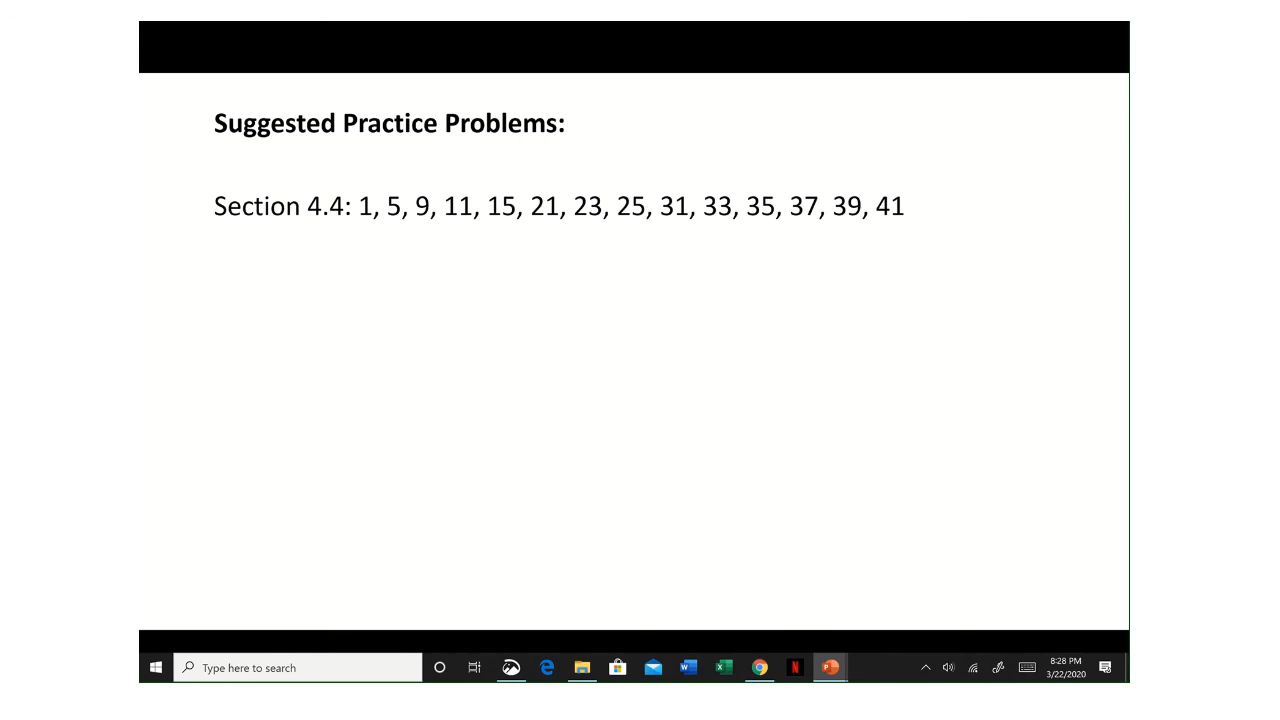 Suggested Practice Problems:
Section 4.4: 1, 5, 9, 11, 15, 21, 23, 25, 31, 33, 35, 37, 39, 41
Type here to search
8:28 PM
3/22/2020